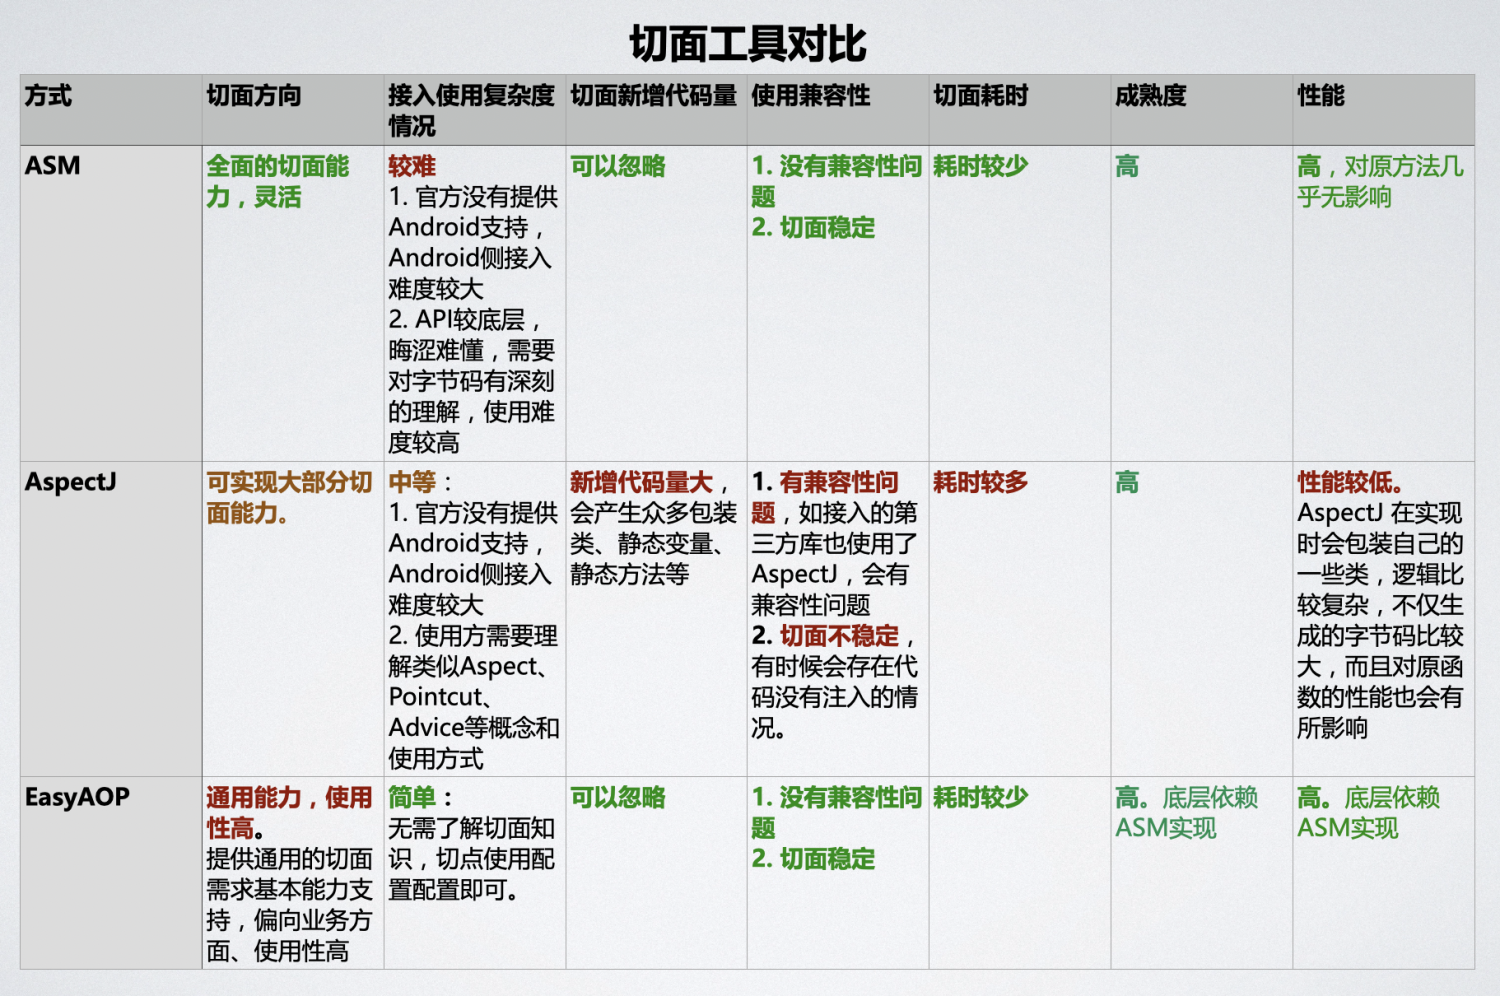 切面工具对比
方式
切面方向
接入使用复杂度
情况
切面新增代码量
使用兼容性
切面耗时
成熟度
性能
ASM
全面的切面能
力，灵活
较难
1. 官方没有提供
Android支持，
Android侧接入
难度较大
2. API较底层，
晦涩难懂，需要
对字节码有深刻
的理解，使用难
度较高
可以忽略
1. 没有兼容性问
题
2. 切面稳定
耗时较少
高
高，对原方法几
乎无影响
AspectJ
可实现大部分切
面能力。
中等：
1. 官方没有提供
Android支持，
Android侧接入
难度较大
2. 使用方需要理
解类似Aspect、
Pointcut、
Advice等概念和
使用方式
新增代码量大，
会产生众多包装
类、静态变量、
静态方法等
1. 有兼容性问
题，如接入的第
三方库也使用了
AspectJ，会有
兼容性问题
2. 切面不稳定，
有时候会存在代
码没有注入的情
况。
耗时较多
高
性能较低。
AspectJ 在实现
时会包装自己的
一些类，逻辑比
较复杂，不仅生
成的字节码比较
大，而且对原函
数的性能也会有
所影响
EasyAOP
通用能力，使用
性高。
提供通用的切面
需求基本能力支
持，偏向业务方
面、使用性高
简单：
无需了解切面知
识，切点使用配
置配置即可。
可以忽略
1. 没有兼容性问
题
2. 切面稳定
耗时较少
高。底层依赖
ASM实现
高。底层依赖
ASM实现